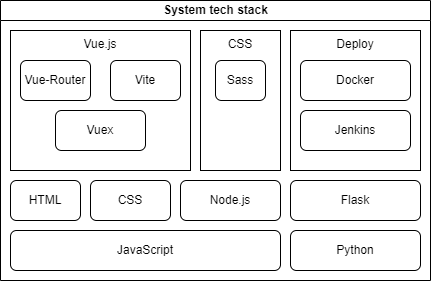 System tech stack
Vue.js
CSS
Deploy
Vue-Router
Vite
Sass
Docker
Vuex
Jenkins
HTML
CSS
Node.js
Flask
JavaScript
Python